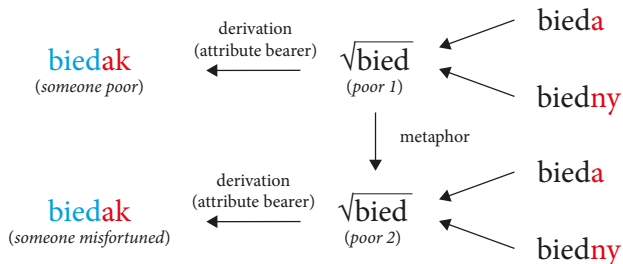 derivation
(attribute bearer)
biedak
(someone poor)
√bied
(poor 1)
bieda
biedny
metaphor
derivation
(attribute bearer)
biedak
(someone misfortuned)
√bied
(poor 2)
bieda
biedny